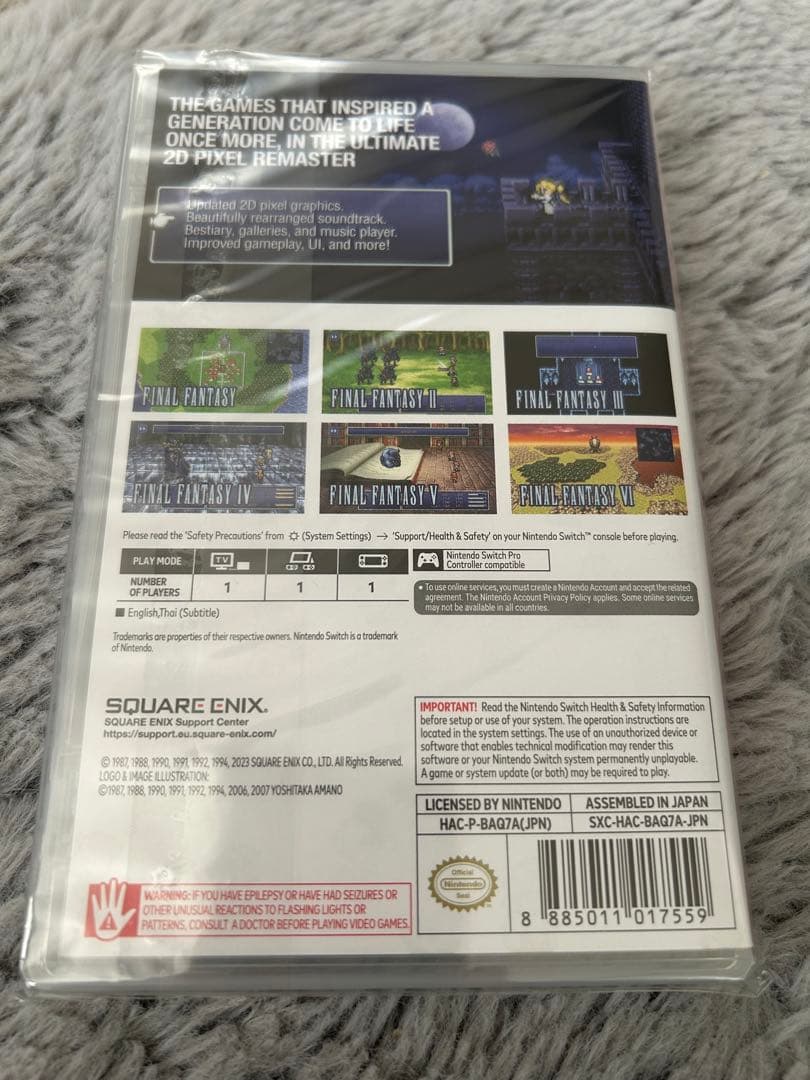 THE GAMES THAT INSPIRED A
GENERATION COME TO LIFE
ONCE MORE, IN THE ULTIMATE
2D PIXEL REMASTER
Updated 2D pixel graphics.
Beautifully rearranged soundtrack.
Bestiary, galleries, and music player.
Improved gameplay, UI, and more!
FINAL FANTASY
FINAL FANTASY II
FINAL FANTASY III
FINAL FANTASY IV
FINAL FANTASY V
FINAL FANTASY VI
Please read the 'Safety Precautions' from (System Settings) → 'Support/Health & Safety' on your Nintendo Switch™ console before playing.
PLAY MODE
TV
NUMBER
OF PLAYERS
1
1
1
Nintendo Switch Pro
Controller compatible
• To use online services, you must create a Nintendo Account and accept the related
agreement. The Nintendo Account Privacy Policy applies. Some online services
may not be available in all countries.
■ English,Thai (Subtitle)
Trademarks are properties of their respective owners. Nintendo Switch is a trademark
of Nintendo.
SQUARE ENIX.
SQUARE ENIX Support Center
https://support.eu.square-enix.com/
© 1987, 1988, 1990, 1991, 1992, 1994, 2023 SQUARE ENIX CO., LTD. All Rights Reserved.
LOGO & IMAGE ILLUSTRATION:
©1987, 1988, 1990, 1991, 1992, 1994, 2006, 2007 YOSHITAKA AMANO
IMPORTANT! Read the Nintendo Switch Health & Safety Information
before setup or use of your system. The operation instructions are
located in the system settings. The use of an unauthorized device or
software that enables technical modification may render this
software or your Nintendo Switch system permanently unplayable.
A game or system update (or both) may be required to play.
LICENSED BY NINTENDO
ASSEMBLED IN JAPAN
HAC-P-BAQ7A(JPN)
SXC-HAC-BAQ7A-JPN
Official
Nintendo
Seal
8 885011 017559
WARNING: IF YOU HAVE EPILEPSY OR HAVE HAD SEIZURES OR
OTHER UNUSUAL REACTIONS TO FLASHING LIGHTS OR
PATTERNS, CONSULT A DOCTOR BEFORE PLAYING VIDEO GAMES.